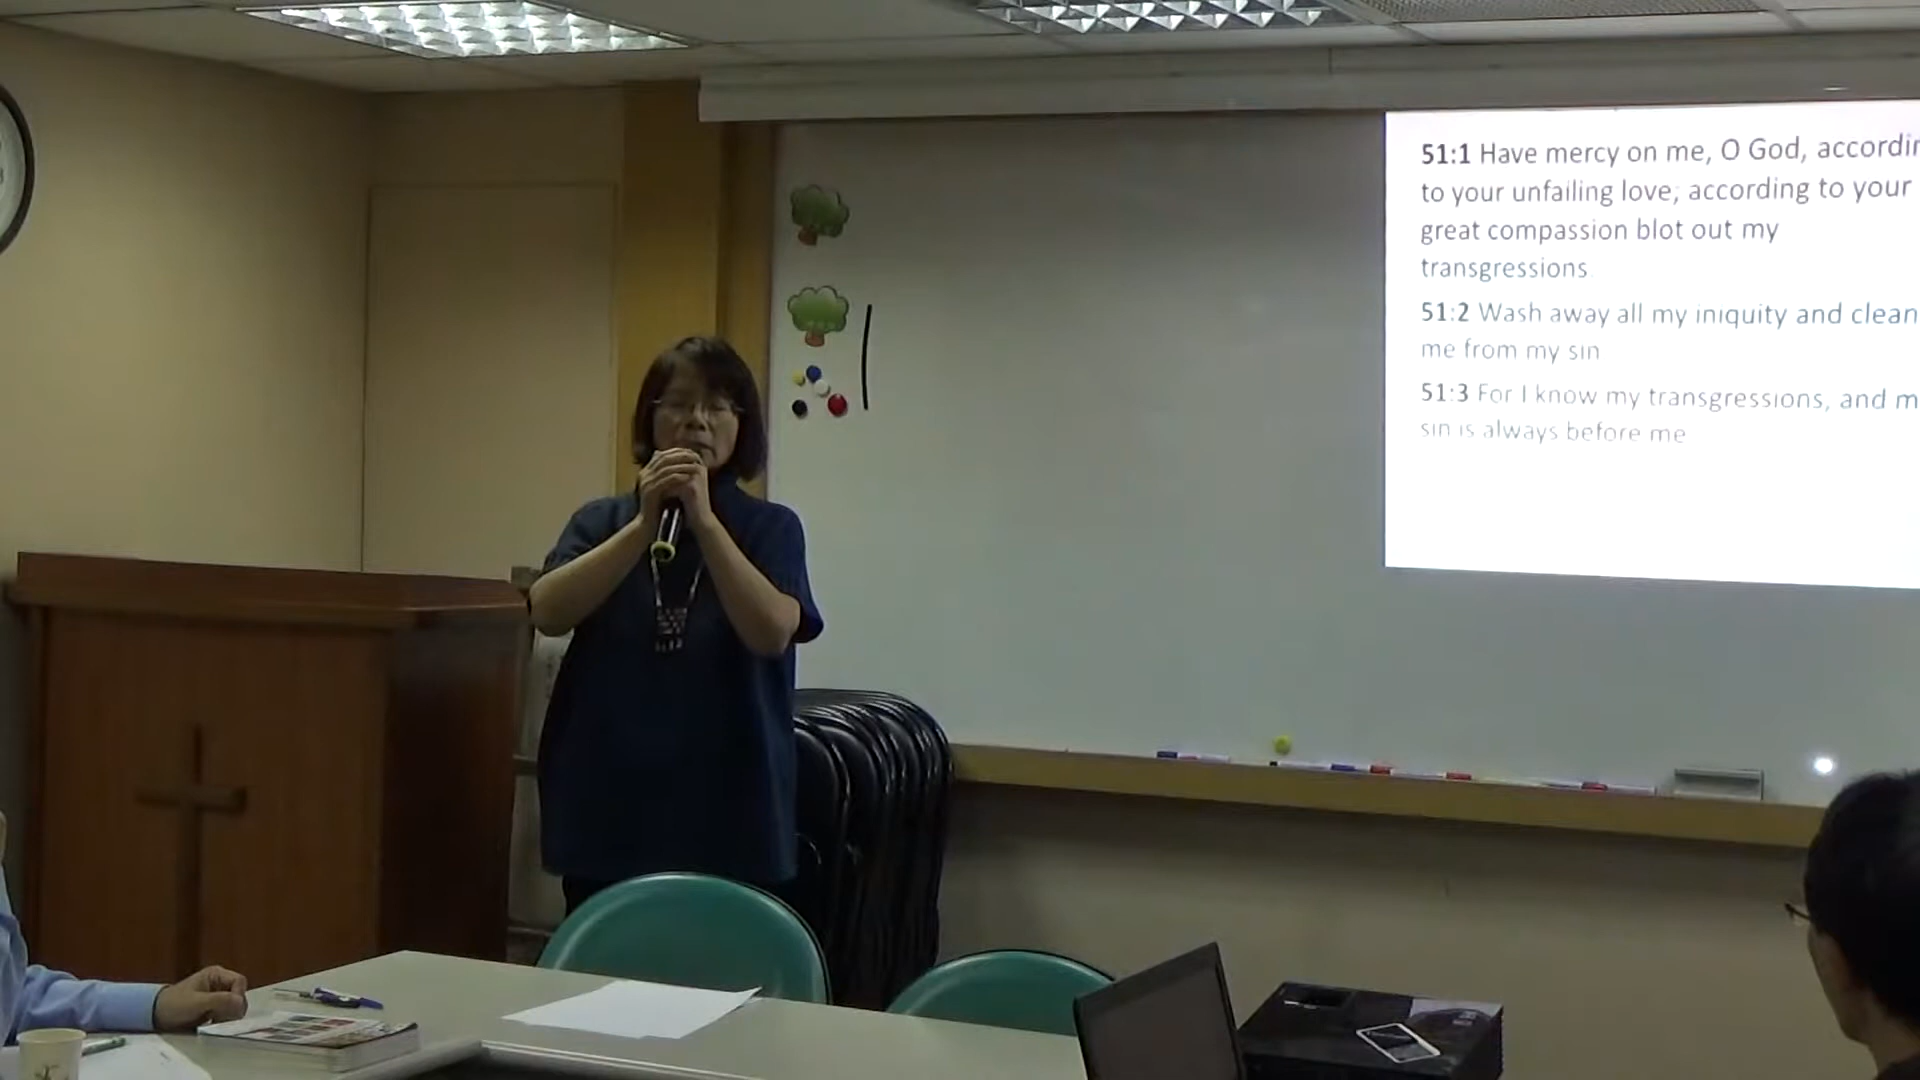 51:1 Have mercy on me, O God,
to your unfailing love; according to your
great compassion blot out my
transgressions
51:2 Wash away all my iniquity and
me from my sin
51:3 For I know my transgressions, and
sin is always before me